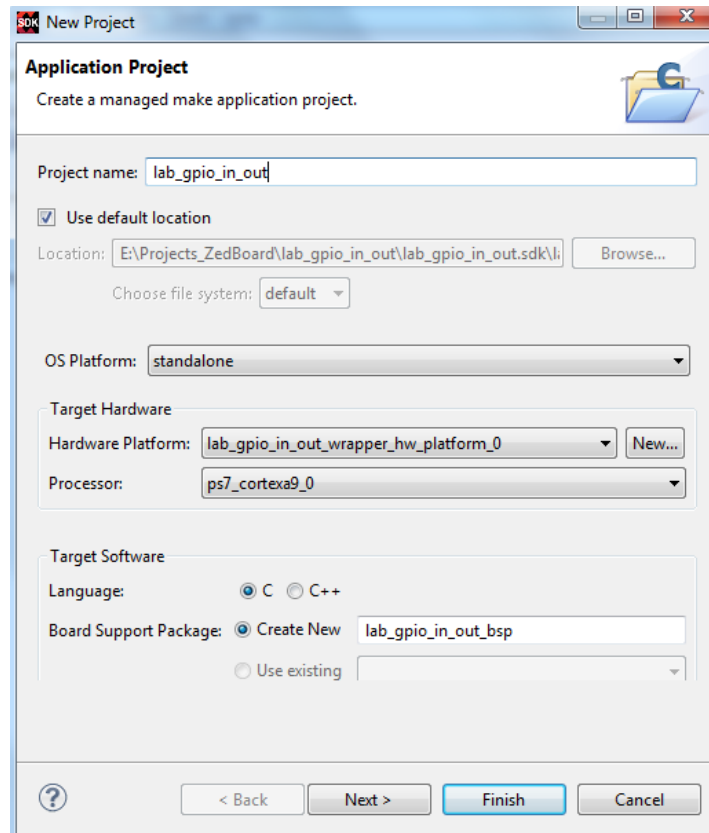 SDK New Project
Application Project
Create a managed make application project.
Project name: lab_gpio_in_out
Use default location
Location: E:\Projects_ZedBoard\lab_gpio_in_out\lab_gpio_in_out.sdk\la Browse...
Choose file system: default
OS Platform: standalone
Target Hardware
Hardware Platform: lab_gpio_in_out_wrapper_hw_platform_0 New...
Processor: ps7_cortexa9_0
Target Software
Language: C C++
Board Support Package: Create New lab_gpio_in_out_bsp
Use existing
? < Back Next > Finish Cancel